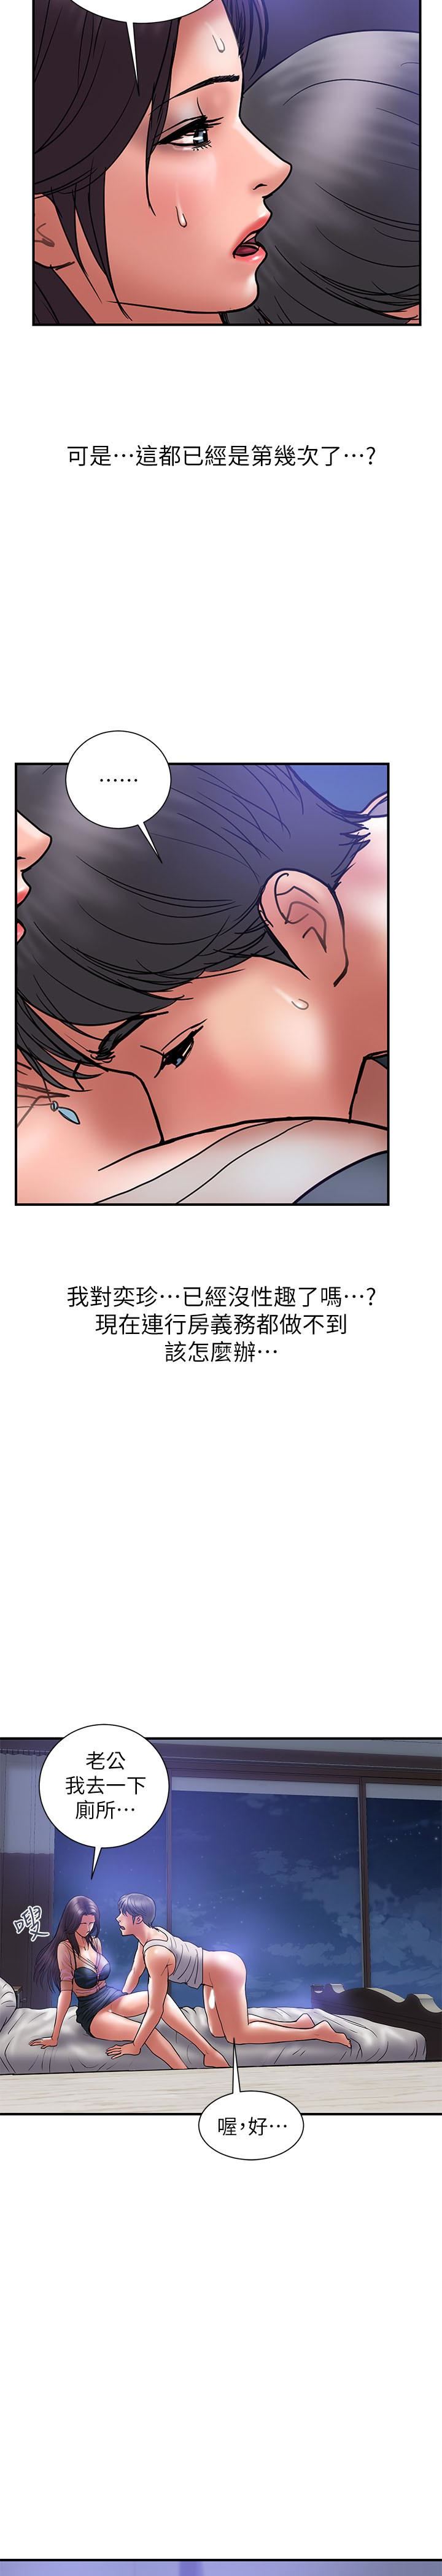 可是⋯這都已經是第幾次了⋯?
⋯⋯
我對奕珍⋯已經沒性趣了嗎⋯?
現在連行房義務都做不到
該怎麼辦⋯
老公
我去一下
廁所⋯
嗖
喔,好⋯